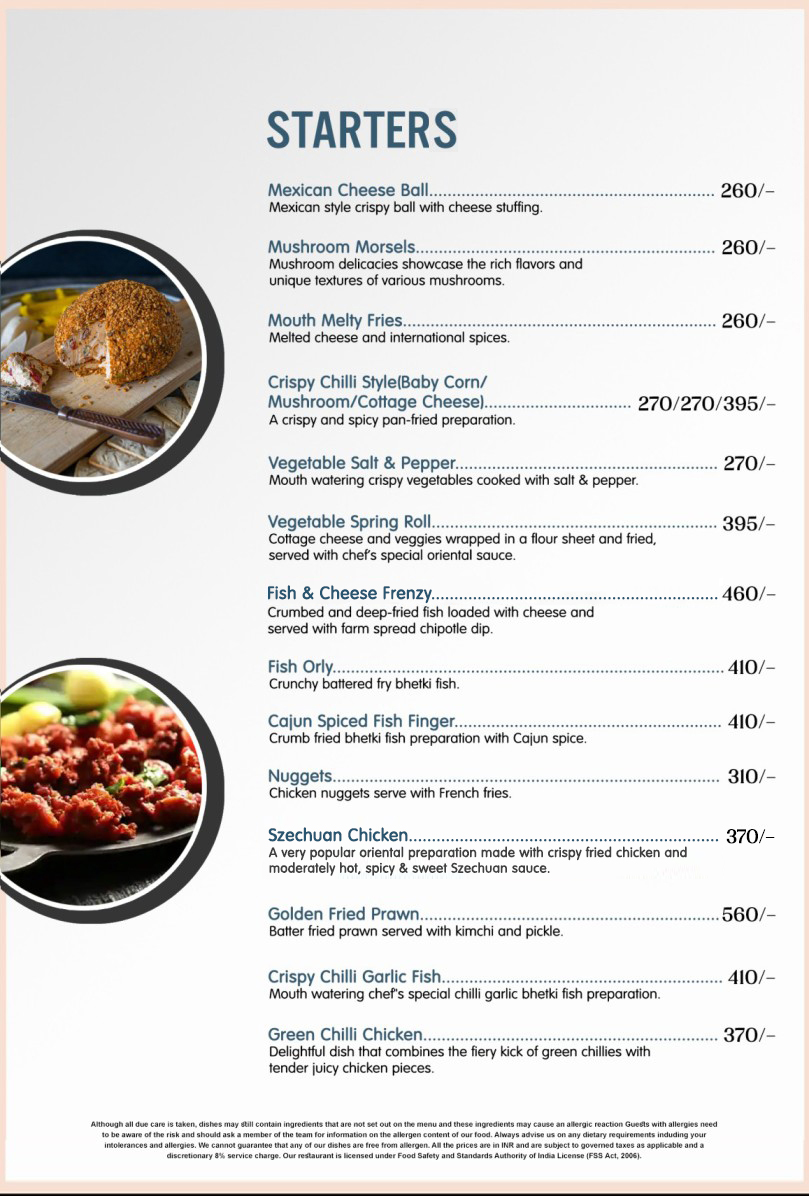 STARTERS
Mexican Cheese Ball.............................................................. 260/–
Mexican style crispy ball with cheese stuffing.
Mushroom Morsels................................................................. 260/–
Mushroom delicacies showcase the rich flavors and
unique textures of various mushrooms.
Mouth Melty Fries.................................................................... 260/–
Melted cheese and international spices.
Crispy Chilli Style(Baby Corn/
Mushroom/Cottage Cheese)................................ 270/270/395/–
A crispy and spicy pan-fried preparation.
Vegetable Salt & Pepper......................................................... 270/–
Mouth watering crispy vegetables cooked with salt & pepper.
Vegetable Spring Roll.............................................................. 395/–
Cottage cheese and veggies wrapped in a flour sheet and fried,
served with chef's special oriental sauce.
Fish & Cheese Frenzy.............................................................. 460/–
Crumbed and deep-fried fish loaded with cheese and
served with farm spread chipotle dip.
Fish Orly..................................................................................... 410/–
Crunchy battered fry bhetki fish.
Cajun Spiced Fish Finger.......................................................... 410/–
Crumb fried bhetki fish preparation with Cajun spice.
Nuggets.................................................................................... 310/–
Chicken nuggets serve with French fries.
Szechuan Chicken................................................................... 370/–
A very popular oriental preparation made with crispy fried chicken and
moderately hot, spicy & sweet Szechuan sauce.
Golden Fried Prawn.................................................................560/–
Batter fried prawn served with kimchi and pickle.
Crispy Chilli Garlic Fish............................................................. 410/–
Mouth watering chef"s special chilli garlic bhetki fish preparation.
Green Chilli Chicken................................................................ 370/–
Delightful dish that combines the fiery kick of green chillies with
tender juicy chicken pieces.
Although all due care is taken, dishes may still contain ingredients that are not set out on the menu and these ingredients may cause an allergic reaction Guests with allergies need
to be aware of the risk and should ask a member of the team for information on the allergen content of our food. Always advise us on any dietary requirements including your
intolerances and allergies. We cannot guarantee that any of our dishes are free from allergen. All the prices are in INR and are subject to governed taxes as applicable and a
discretionary 8% service charge. Our restaurant is licensed under Food Safety and Standards Authority of India License (FSS Act, 2006).